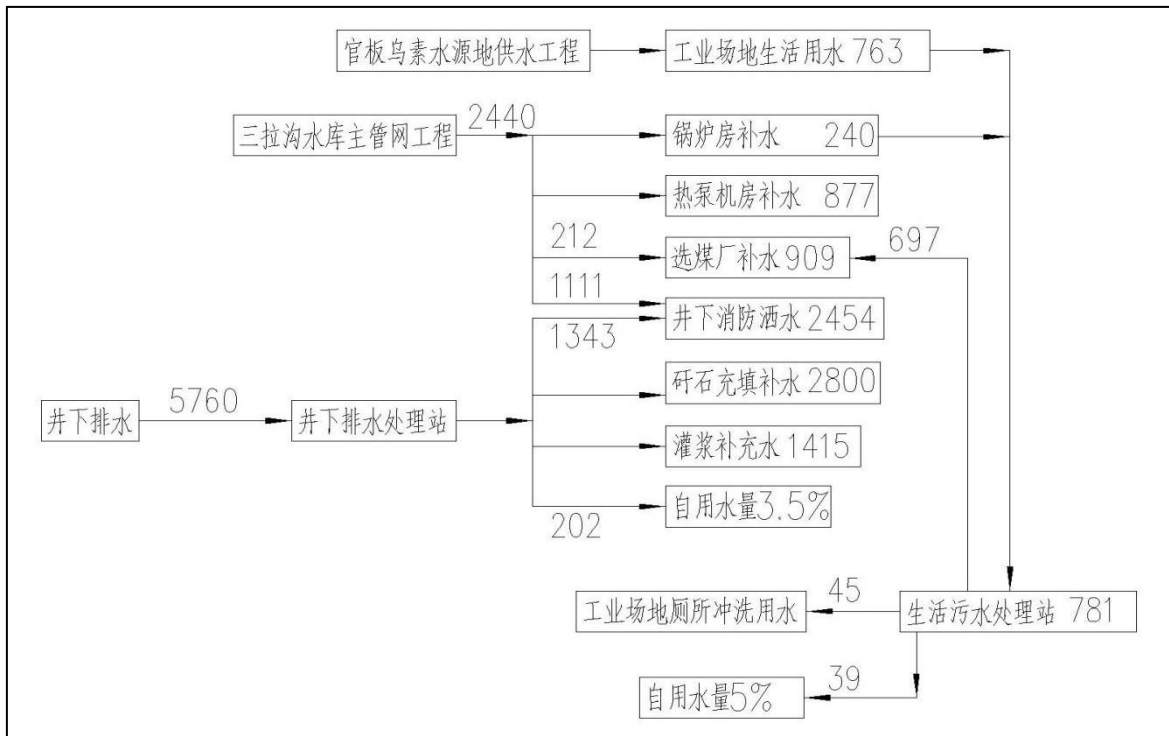 官板乌素水源地供水工程
工业场地生活用水 763
2440
三拉沟水库主管网工程
锅炉房补水 240
热泵机房补水 877
212
选煤厂补水 909
697
1111
井下消防洒水 2454
1343
矸石充填补水 2800
5760
井下排水
井下排水处理站
灌浆补充水 1415
自用水量3.5%
202
45
工业场地厕所冲洗用水
生活污水处理站 781
39
自用水量5%